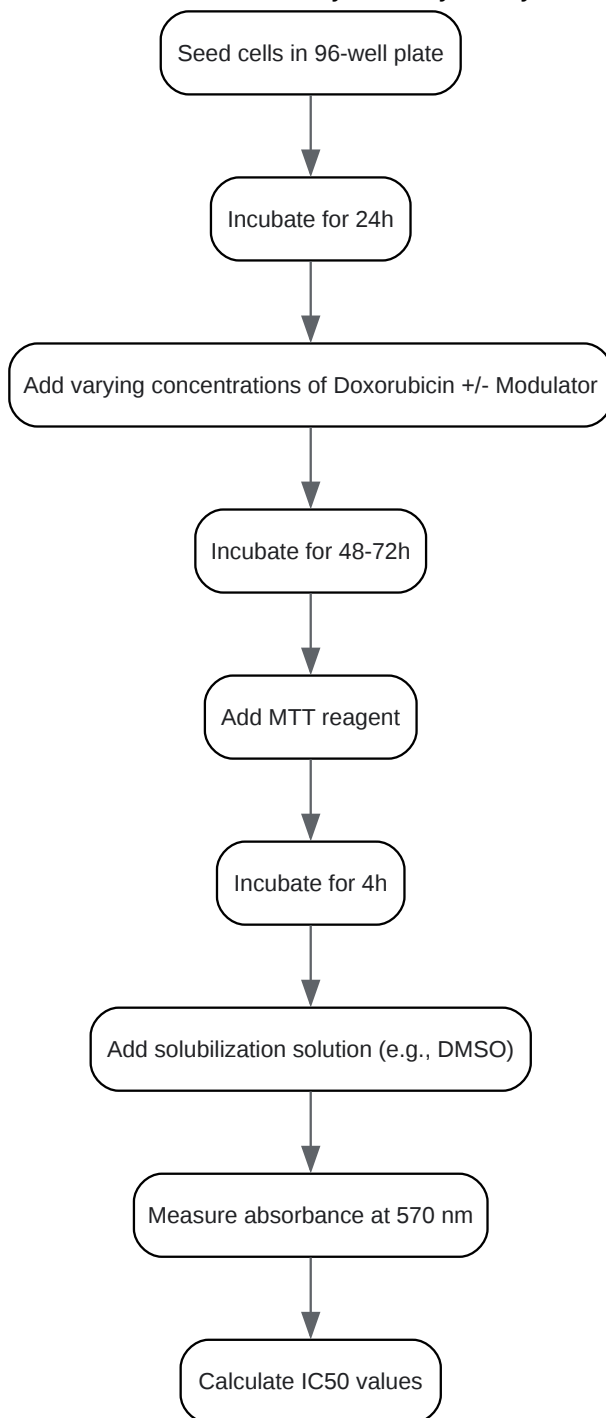 Seed cells in 96-well plate
Incubate for 24h
Add varying concentrations of Doxorubicin +/- Modulator
Incubate for 48-72h
Add MTT reagent
Incubate for 4h
Add solubilization solution (e.g., DMSO)
Measure absorbance at 570 nm
Calculate IC50 values